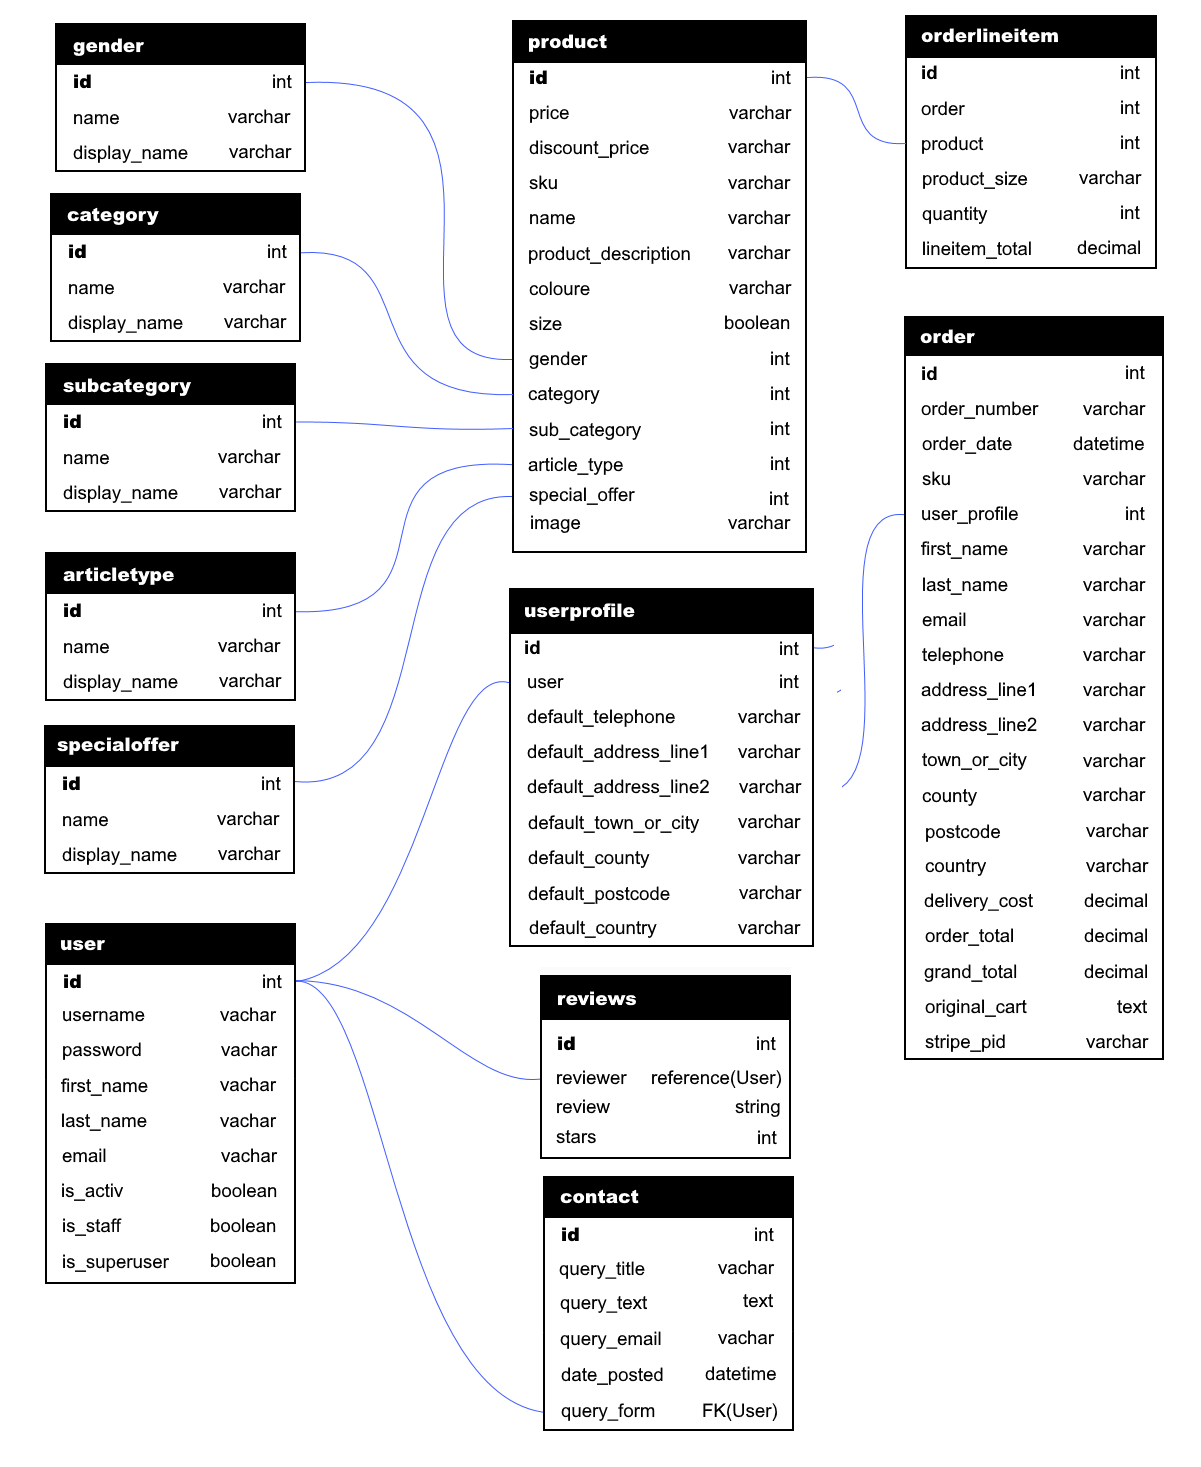 gender
id int
name varchar
display_name varchar
category
id int
name varchar
display_name varchar
subcategory
id int
name varchar
display_name varchar
articletype
id int
name varchar
display_name varchar
specialoffer
id int
name varchar
display_name varchar
user
id int
username vachar
password vachar
first_name vachar
last_name vachar
email vachar
is_activ boolean
is_staff boolean
is_superuser boolean
product
id int
price varchar
discount_price varchar
sku varchar
name varchar
product_description varchar
coloure varchar
size boolean
gender int
category int
sub_category int
article_type int
special_offer int
image varchar
userprofile
id int
user int
default_telephone varchar
default_address_line1 varchar
default_address_line2 varchar
default_town_or_city varchar
default_county varchar
default_postcode varchar
default_country varchar
reviews
id int
reviewer reference(User)
review string
stars int
contact
id int
query_title vachar
query_text text
query_email vachar
date_posted datetime
query_form FK(User)
orderlineitem
id int
order int
product int
product_size varchar
quantity int
lineitem_total decimal
order
id int
order_number varchar
order_date datetime
sku varchar
user_profile int
first_name varchar
last_name varchar
email varchar
telephone varchar
address_line1 varchar
address_line2 varchar
town_or_city varchar
county varchar
postcode varchar
country varchar
delivery_cost decimal
order_total decimal
grand_total decimal
original_cart text
stripe_pid varchar